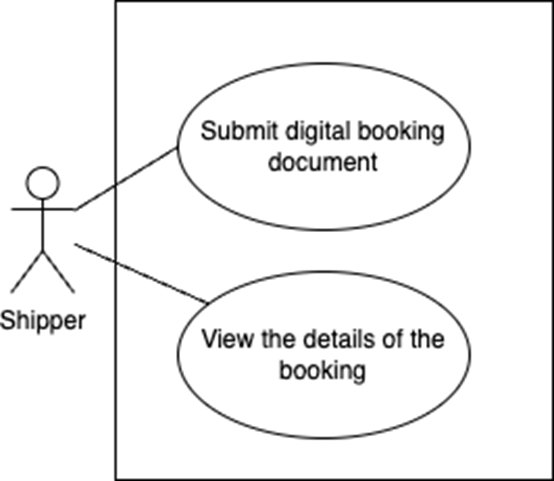 Submit digital booking
document
Shipper
View the details of the
booking